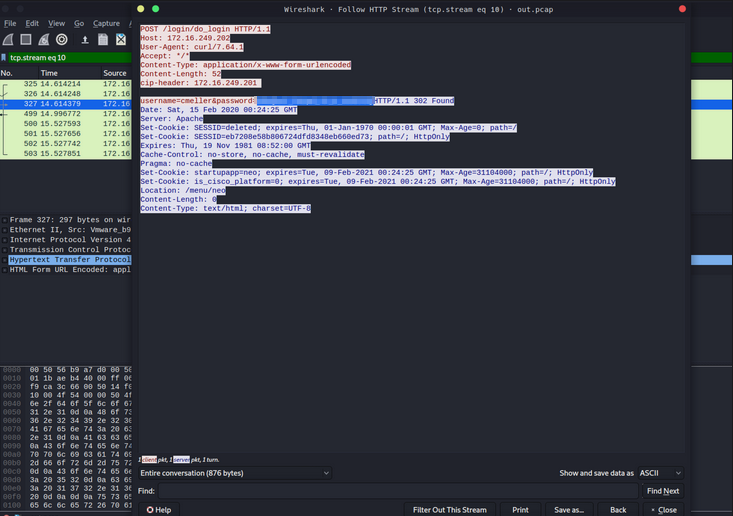 Wireshark · Follow HTTP Stream (tcp.stream eq 10) · out.pcap
File Edit View Go Capture
tcp.stream eq 10
No. Time Source
325 14.614214 172.16
326 14.614248 172.16
327 14.614379 172.16
499 14.996772 172.16
500 15.527593 172.16
501 15.527656 172.16
502 15.527742 172.16
503 15.527851 172.16
POST /login/do_login HTTP/1.1
Host: 172.16.249.202
User-Agent: curl/7.64.1
Accept: */*
Content-Type: application/x-www-form-urlencoded
Content-Length: 52
cip-header: 172.16.249.201
username=cmeller&password= HTTP/1.1 302 Found
Date: Sat, 15 Feb 2020 00:24:25 GMT
Server: Apache
Set-Cookie: SESSID=deleted; expires=Thu, 01-Jan-1970 00:00:01 GMT; Max-Age=0; path=/
Set-Cookie: SESSID=eb7208e58b806724dfd8348eb660ed73; path=/; HttpOnly
Expires: Thu, 19 Nov 1981 08:52:00 GMT
Cache-Control: no-store, no-cache, must-revalidate
Pragma: no-cache
Set-Cookie: startupapp=neo; expires=Tue, 09-Feb-2021 00:24:25 GMT; Max-Age=31104000; path=/; HttpOnly
Set-Cookie: is_cisco_platform=0; expires=Tue, 09-Feb-2021 00:24:25 GMT; Max-Age=31104000; path=/; HttpOnly
Location: /menu/neo
Content-Length: 0
Content-Type: text/html; charset=UTF-8
Frame 327: 297 bytes on wir
Ethernet II, Src: Vmware_b9
Internet Protocol Version 4
Transmission Control Protoc
Hypertext Transfer Protocol
HTML Form URL Encoded: appl
0000 00 50 56 b9 a7 d0 00 50
0010 01 1b ae b4 40 00 ff 06
0020 f9 ca 3c 66 00 50 14 f0
0030 10 00 4f 54 00 00 50 4f
0040 6e 2f 64 6f 5f 6c 6f 67
0050 31 2e 31 0d 0a 48 6f 73
0060 36 2e 32 34 39 2e 32 30
0070 41 67 65 6e 74 3a 20 63
0080 2e 31 0d 0a 41 63 63 65
0090 0a 43 6f 6e 74 65 6e 74
00a0 70 70 6c 69 63 61 74 69
00b0 2d 66 6f 72 6d 2d 75 72
00c0 0d 0a 43 6f 6e 74 65 6e
00d0 3a 20 35 32 0d 0a 63 69
00e0 3a 20 31 37 32 2e 31 36
00f0 20 0d 0a 0d 0a 75 73 65
0100 65 6c 6c 65 72 26 70 61
1 client pkt, 1 server pkt, 1 turn.
Entire conversation (876 bytes)
Show and save data as ASCII
Find:
Find Next
Help
Filter Out This Stream
Print
Save as…
Back
Close